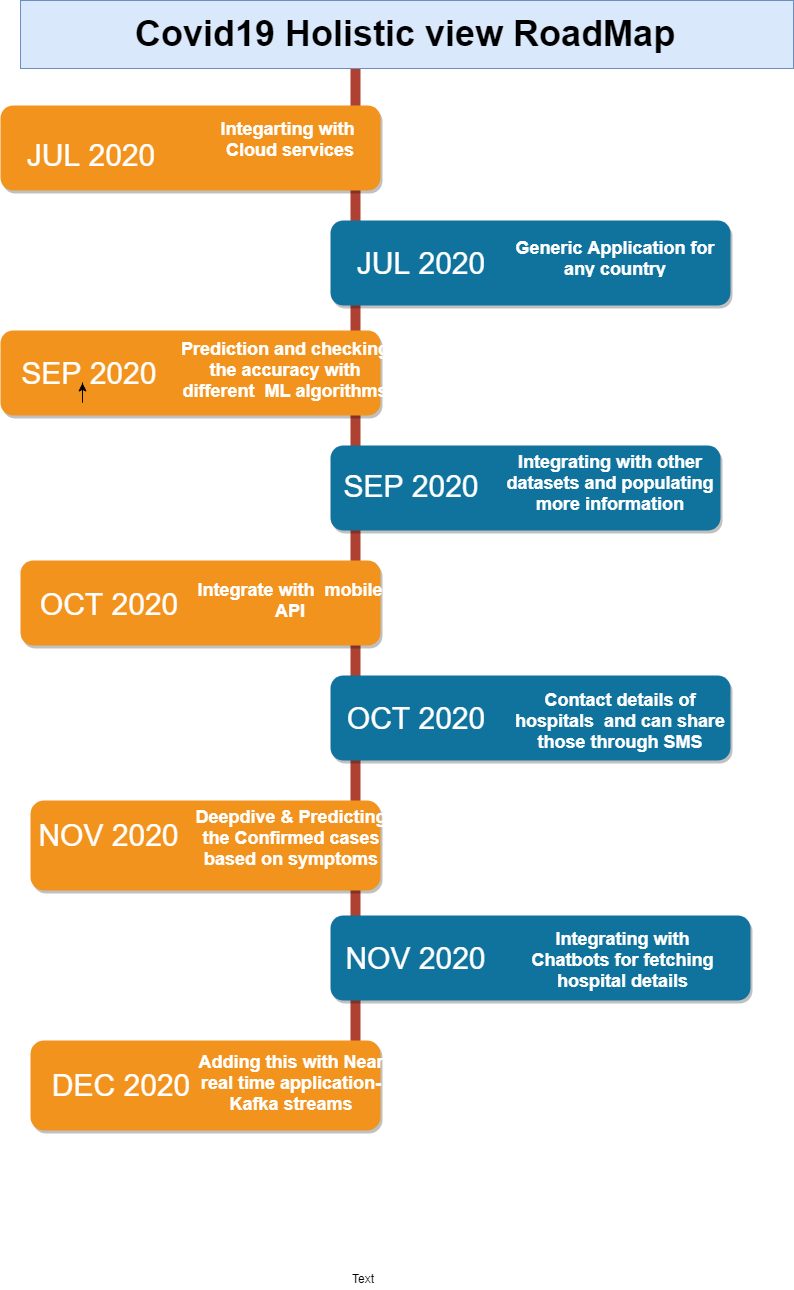 Covid19 Holistic view RoadMap
JUL 2020
Integarting with
Cloud services
JUL 2020
Generic Application for
any country
SEP 2020
Prediction and checking
the accuracy with
different  ML algorithms
SEP 2020
Integrating with other
datasets and populating
more information
OCT 2020
Integrate with  mobile
API
OCT 2020
Contact details of
hospitals  and can share
those through SMS
NOV 2020
Deepdive & Predicting
the Confirmed cases
based on symptoms
NOV 2020
Integrating with
Chatbots for fetching
hospital details
DEC 2020
Adding this with Near
real time application-
Kafka streams
Text